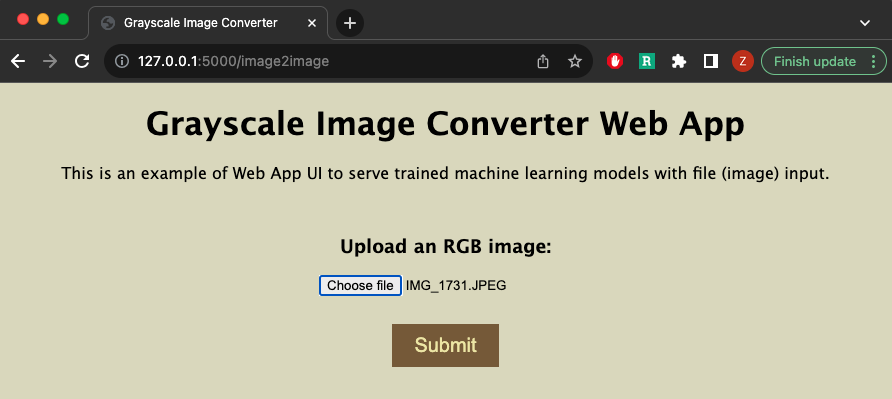 Grayscale Image Converter
127.0.0.1:5000/image2image
R
Z
Finish update
Grayscale Image Converter Web App
This is an example of Web App UI to serve trained machine learning models with file (image) input.
Upload an RGB image:
Choose file IMG_1731.JPEG
Submit